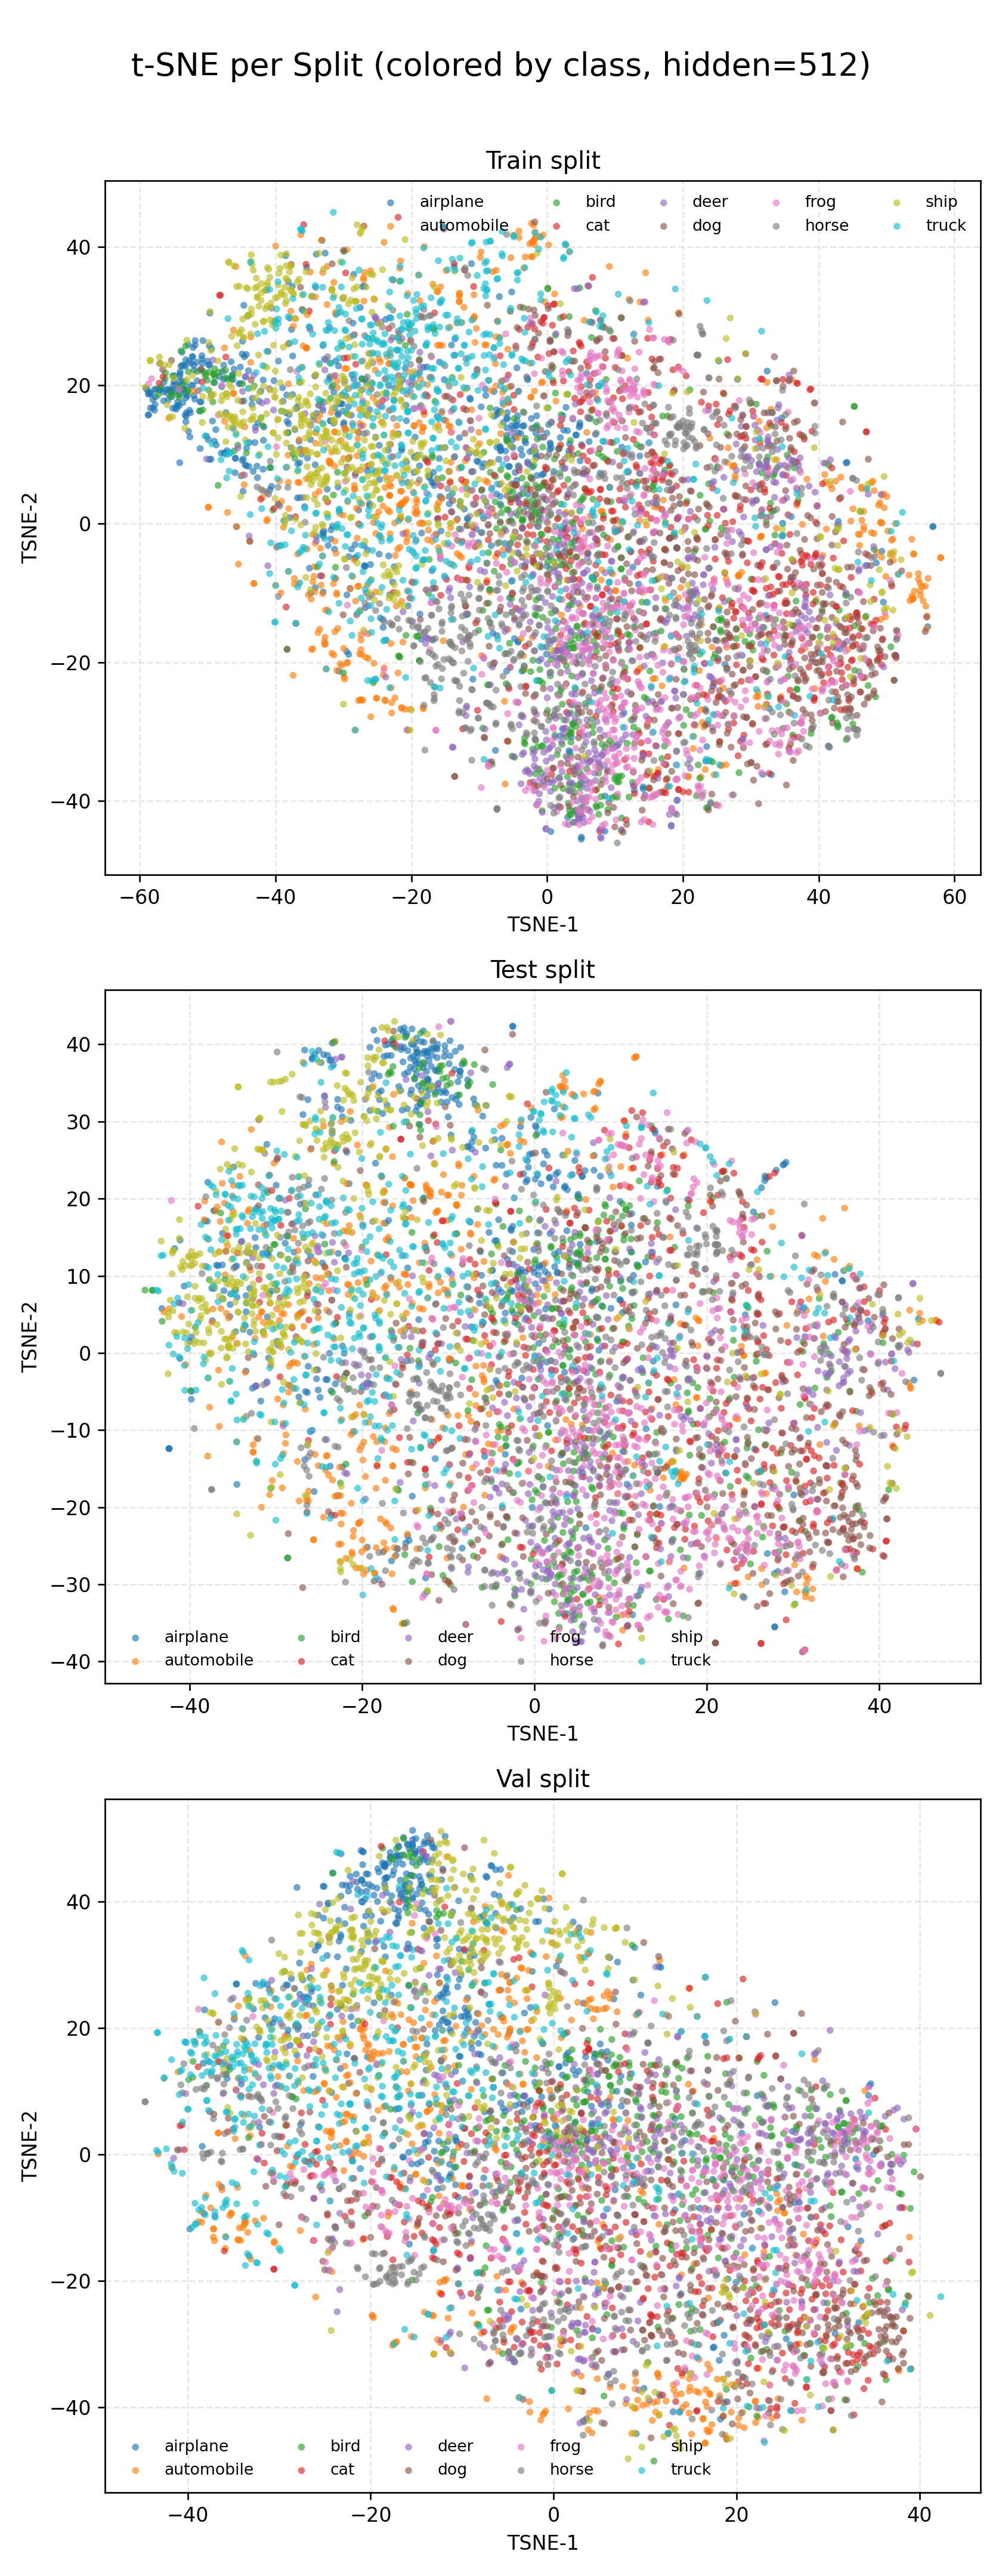 t-SNE per Split (colored by class, hidden=512)
Train split
airplane bird deer frog ship
automobile cat dog horse truck
40
20
0
−20
−40
TSNE-2
−60 −40 −20 0 20 40 60
TSNE-1
Test split
40
30
20
10
0
−10
−20
−30
−40
TSNE-2
airplane bird deer frog ship
automobile cat dog horse truck
−40 −20 0 20 40
TSNE-1
Val split
40
20
0
−20
−40
TSNE-2
airplane bird deer frog ship
automobile cat dog horse truck
−40 −20 0 20 40
TSNE-1